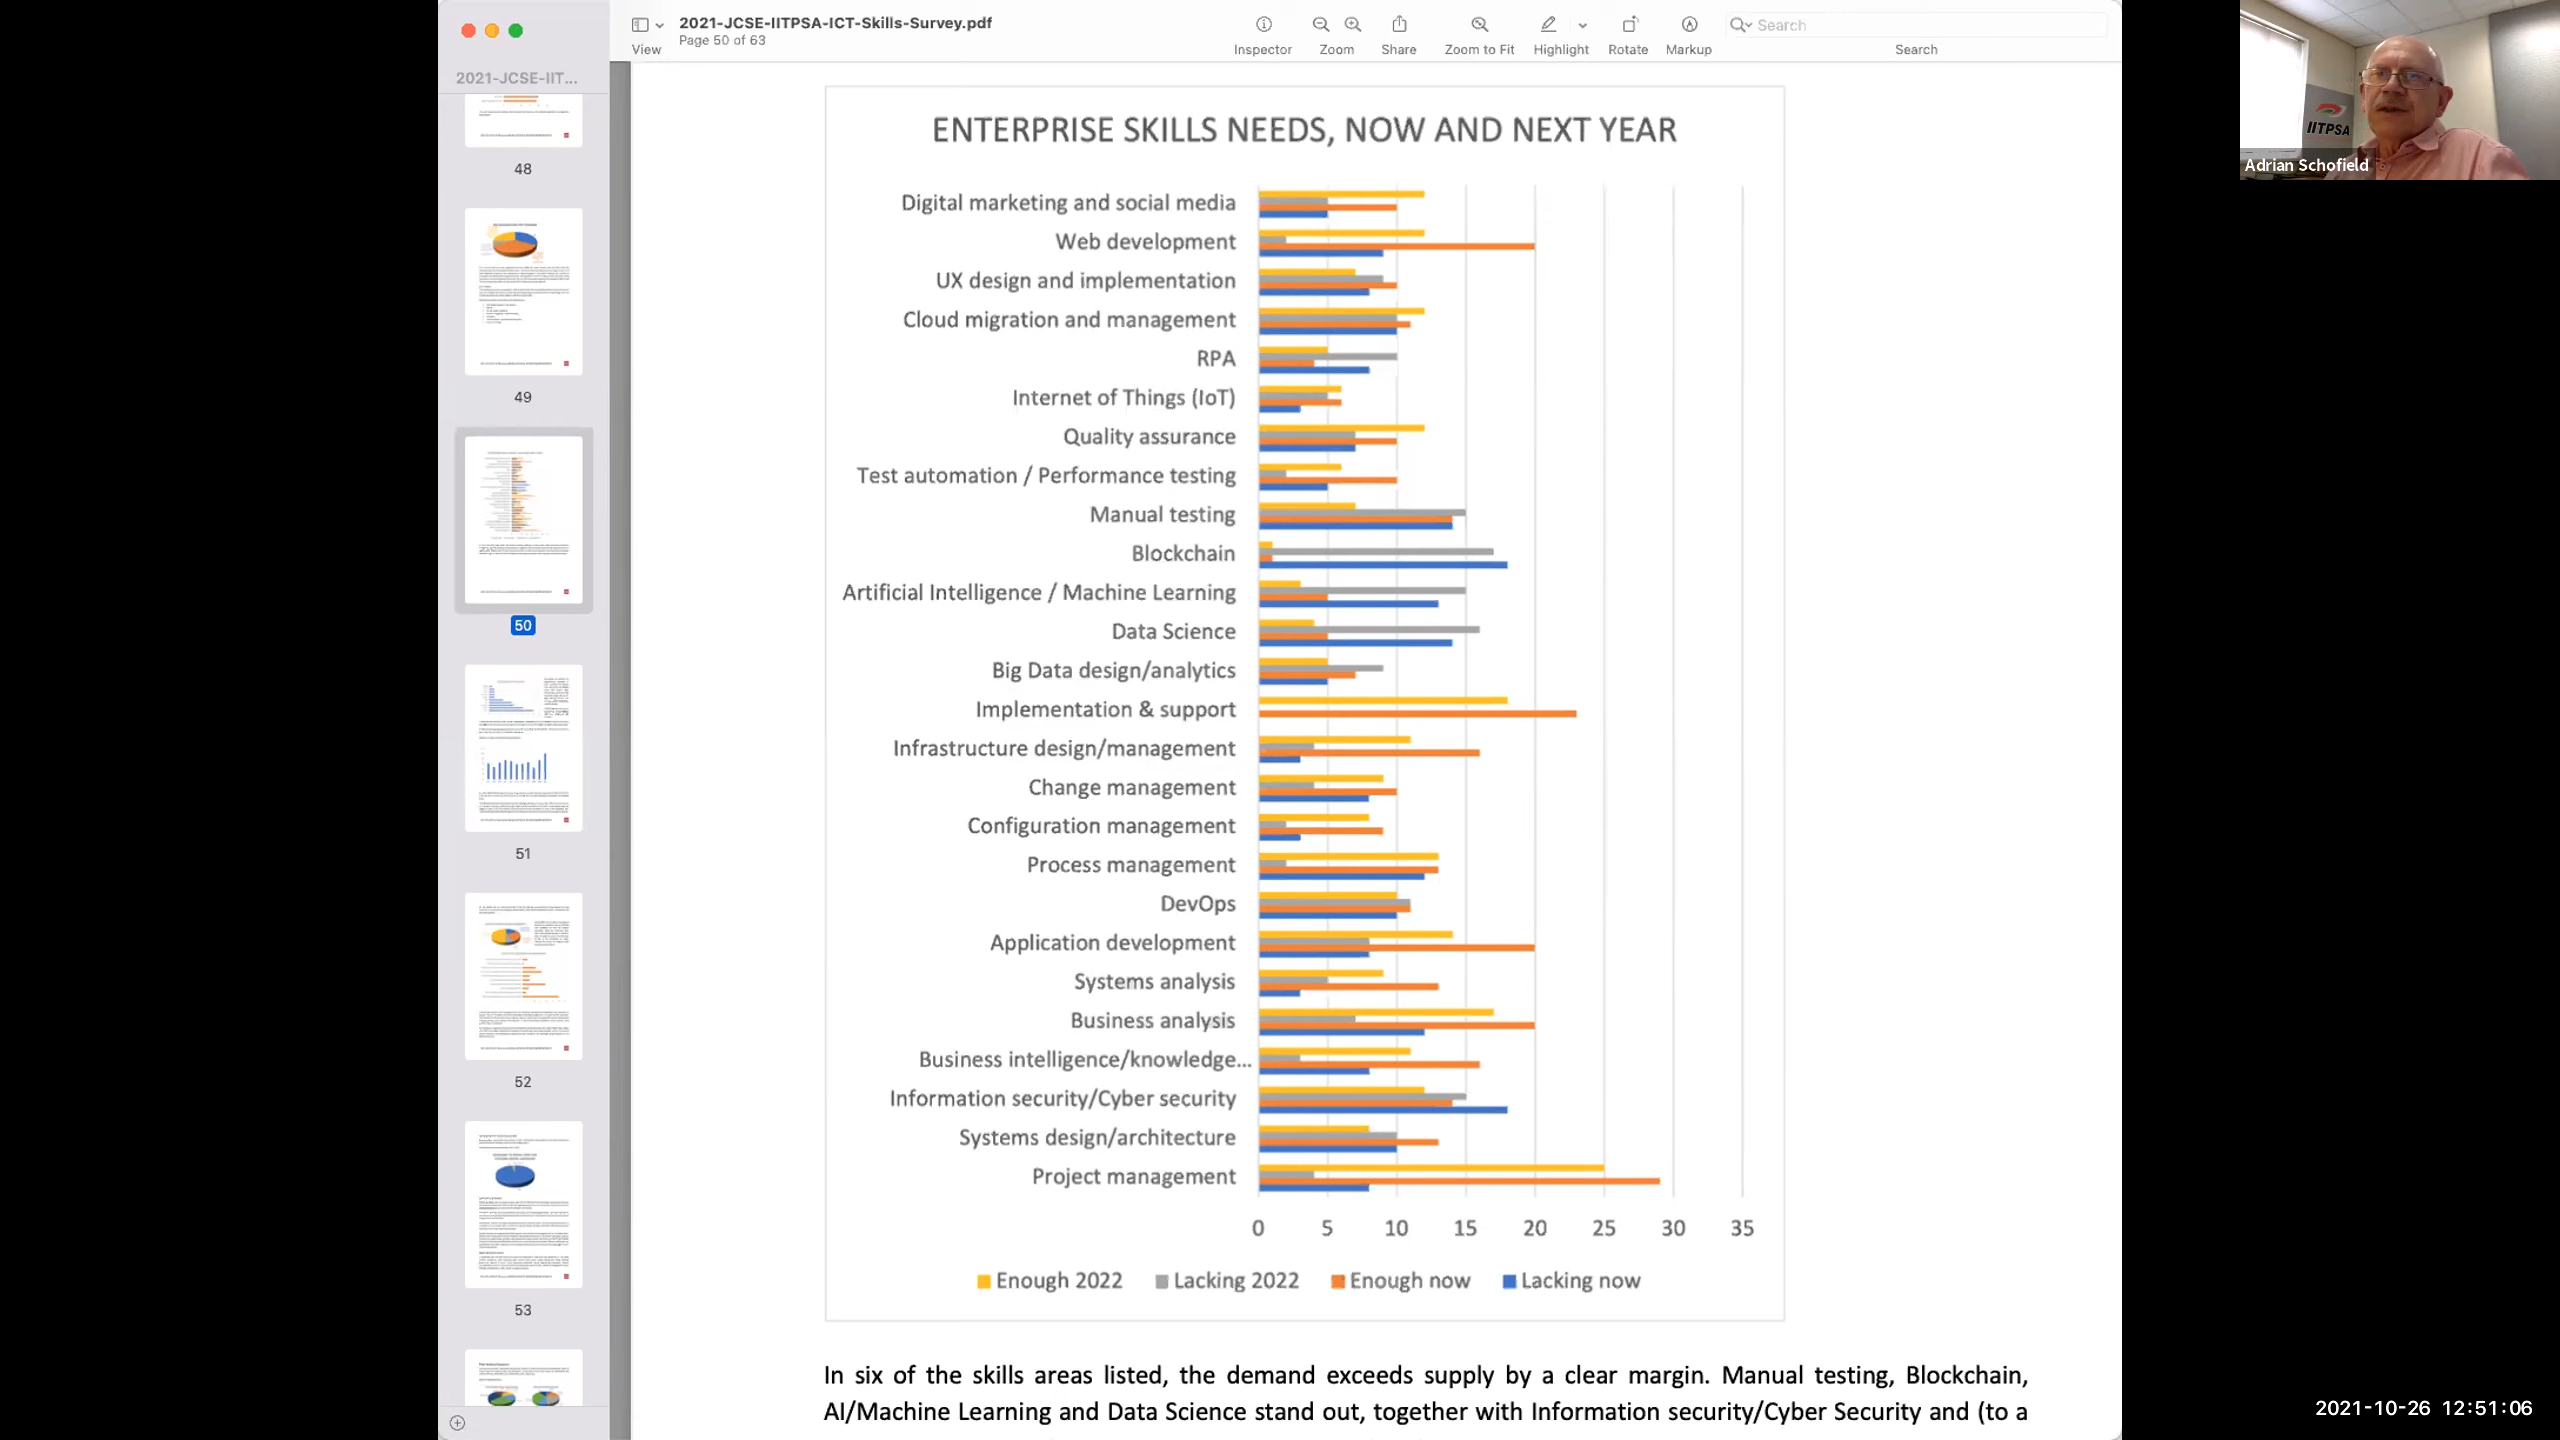 2021-JCSE-IITPSA-ICT-Skills-Survey.pdf
Page 50 of 63
View
Inspector
Zoom
Share
Zoom to Fit
Highlight
Rotate
Markup
Search
Search
2021-JCSE-IIT...
48
49
50
51
52
53
ENTERPRISE SKILLS NEEDS, NOW AND NEXT YEAR
Digital marketing and social media
Web development
UX design and implementation
Cloud migration and management
RPA
Internet of Things (IoT)
Quality assurance
Test automation / Performance testing
Manual testing
Blockchain
Artificial Intelligence / Machine Learning
Data Science
Big Data design/analytics
Implementation & support
Infrastructure design/management
Change management
Configuration management
Process management
DevOps
Application development
Systems analysis
Business analysis
Business intelligence/knowledge...
Information security/Cyber security
Systems design/architecture
Project management
0 5 10 15 20 25 30 35
Enough 2022 Lacking 2022 Enough now Lacking now
In six of the skills areas listed, the demand exceeds supply by a clear margin. Manual testing, Blockchain,
AI/Machine Learning and Data Science stand out, together with Information security/Cyber Security and (to a
IITPSA
Adrian Schofield
2021-10-26 12:51:06